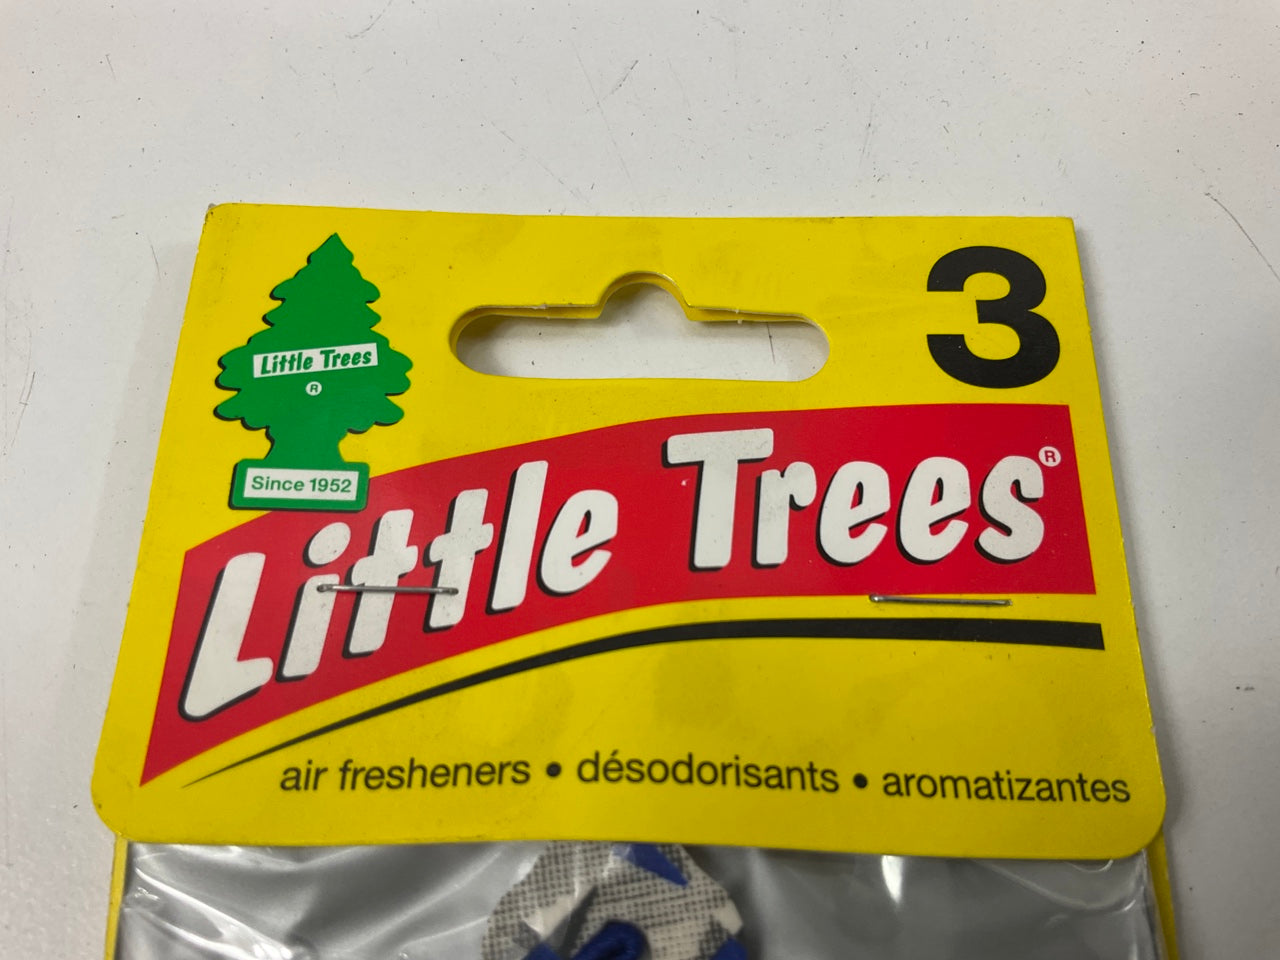 3
Little Trees
®
Since 1952
Little Trees®
air fresheners • désodorisants • aromatizantes